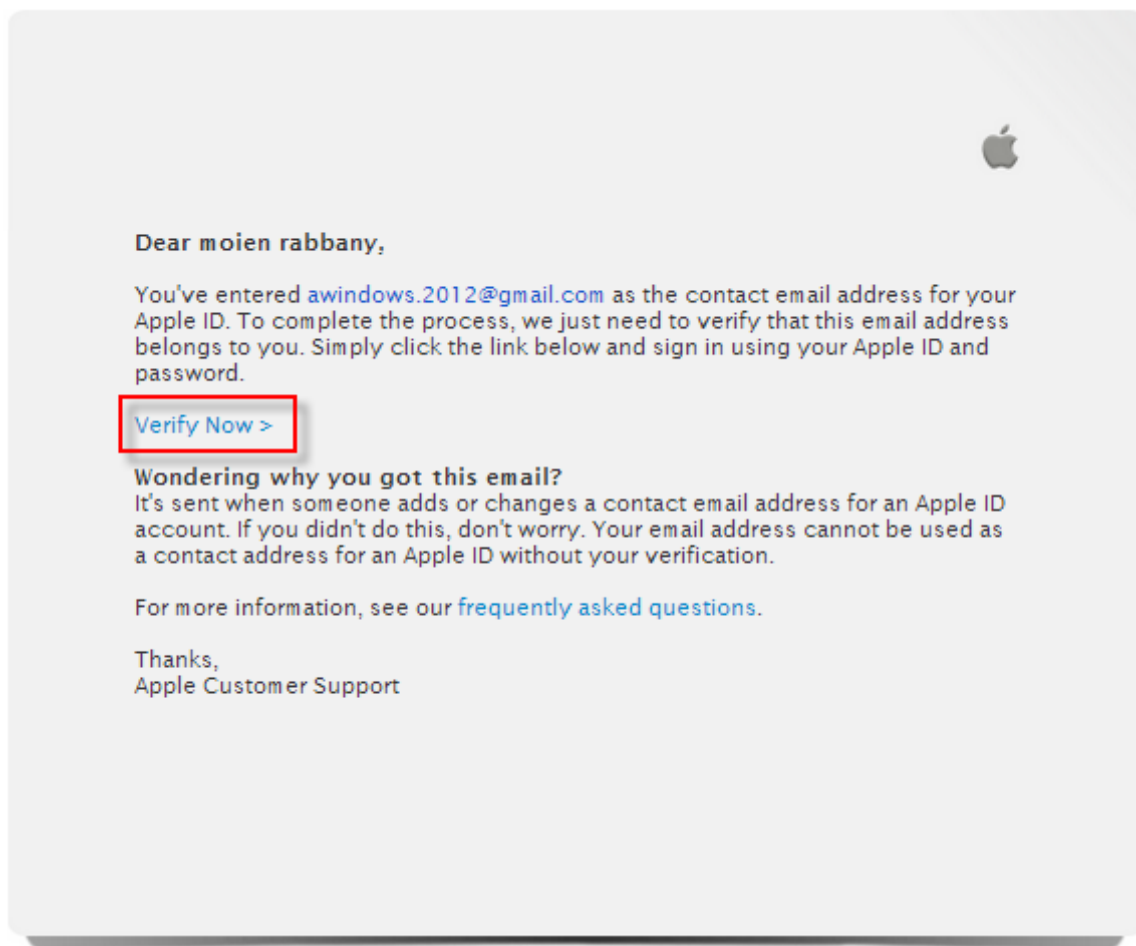 Dear moien rabbany,
You've entered awindows.2012@gmail.com as the contact email address for your
Apple ID. To complete the process, we just need to verify that this email address
belongs to you. Simply click the link below and sign in using your Apple ID and
password.
Verify Now >
Wondering why you got this email?
It's sent when someone adds or changes a contact email address for an Apple ID
account. If you didn't do this, don't worry. Your email address cannot be used as
a contact address for an Apple ID without your verification.
For more information, see our frequently asked questions.
Thanks,
Apple Customer Support